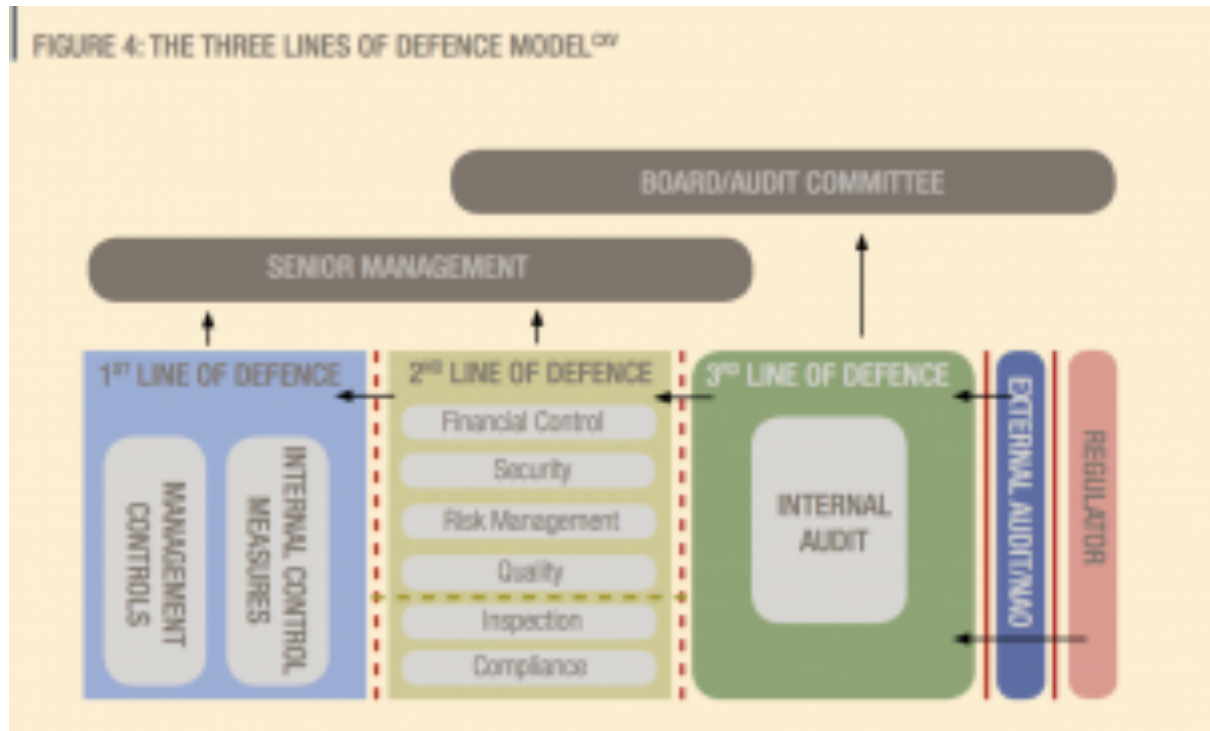 FIGURE 4: THE THREE LINES OF DEFENCE MODEL
BOARD/AUDIT COMMITTEE
SENIOR MANAGEMENT
1ST LINE OF DEFENCE
MANAGEMENT
CONTROLS
INTERNAL CONTROL
MEASURES
2ND LINE OF DEFENCE
Financial Control
Security
Risk Management
Quality
Inspection
Compliance
3RD LINE OF DEFENCE
INTERNAL
AUDIT
EXTERNAL AUDIT/NAO
REGULATOR